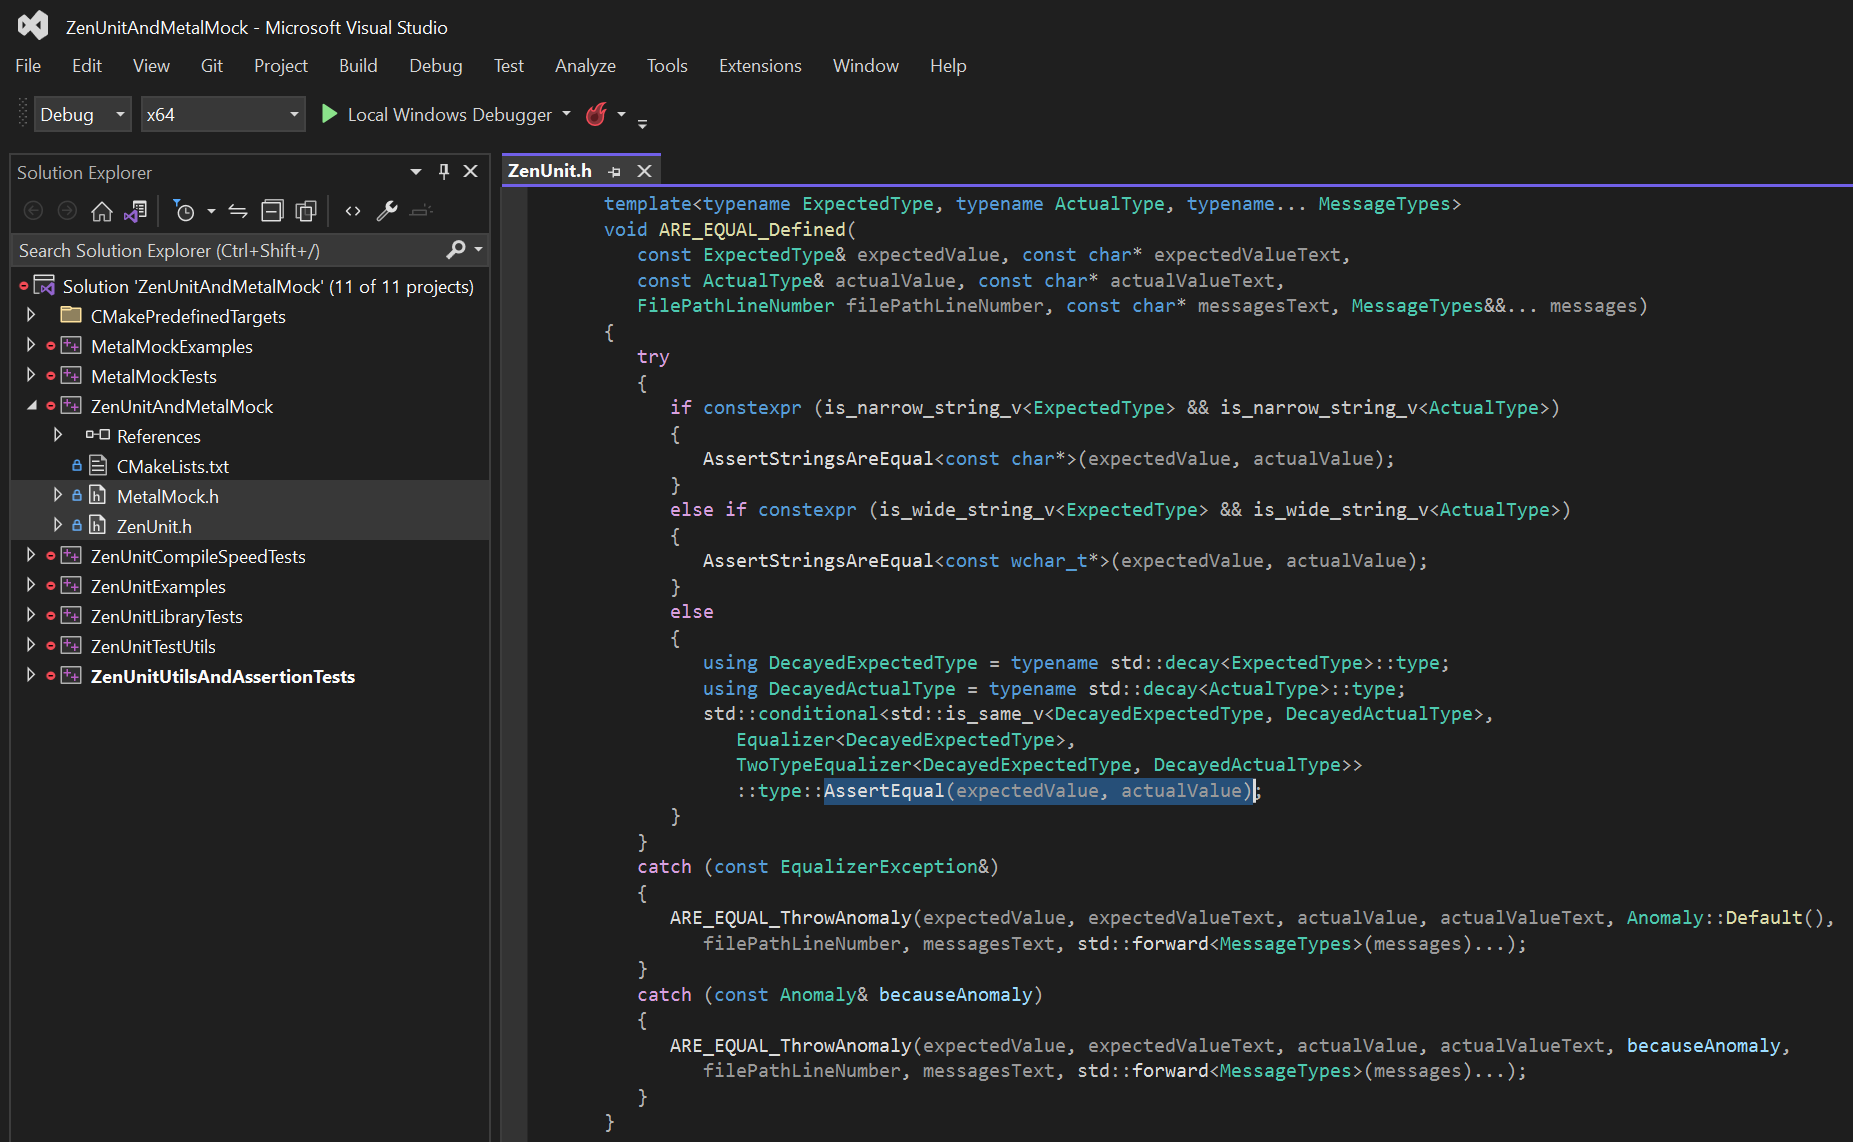 ZenUnitAndMetalMock - Microsoft Visual Studio
File Edit View Git Project Build Debug Test Analyze Tools Extensions Window Help
Debug x64 Local Windows Debugger
Solution Explorer
Search Solution Explorer (Ctrl+Shift+/)
Solution 'ZenUnitAndMetalMock' (11 of 11 projects)
CMakePredefinedTargets
MetalMockExamples
MetalMockTests
ZenUnitAndMetalMock
References
CMakeLists.txt
MetalMock.h
ZenUnit.h
ZenUnitCompileSpeedTests
ZenUnitExamples
ZenUnitLibraryTests
ZenUnitTestUtils
ZenUnitUtilsAndAssertionTests
ZenUnit.h
template<typename ExpectedType, typename ActualType, typename... MessageTypes>
void ARE_EQUAL_Defined(
const ExpectedType& expectedValue, const char* expectedValueText,
const ActualType& actualValue, const char* actualValueText,
FilePathLineNumber filePathLineNumber, const char* messagesText, MessageTypes&&... messages)
{
try
{
if constexpr (is_narrow_string_v<ExpectedType> && is_narrow_string_v<ActualType>)
{
AssertStringsAreEqual<const char*>(expectedValue, actualValue);
}
else if constexpr (is_wide_string_v<ExpectedType> && is_wide_string_v<ActualType>)
{
AssertStringsAreEqual<const wchar_t*>(expectedValue, actualValue);
}
else
{
using DecayedExpectedType = typename std::decay<ExpectedType>::type;
using DecayedActualType = typename std::decay<ActualType>::type;
std::conditional<std::is_same_v<DecayedExpectedType, DecayedActualType>,
Equalizer<DecayedExpectedType>,
TwoTypeEqualizer<DecayedExpectedType, DecayedActualType>>
::type::AssertEqual(expectedValue, actualValue);
}
}
catch (const EqualizerException&)
{
ARE_EQUAL_ThrowAnomaly(expectedValue, expectedValueText, actualValue, actualValueText, Anomaly::Default(),
filePathLineNumber, messagesText, std::forward<MessageTypes>(messages)...);
}
catch (const Anomaly& becauseAnomaly)
{
ARE_EQUAL_ThrowAnomaly(expectedValue, expectedValueText, actualValue, actualValueText, becauseAnomaly,
filePathLineNumber, messagesText, std::forward<MessageTypes>(messages)...);
}
}